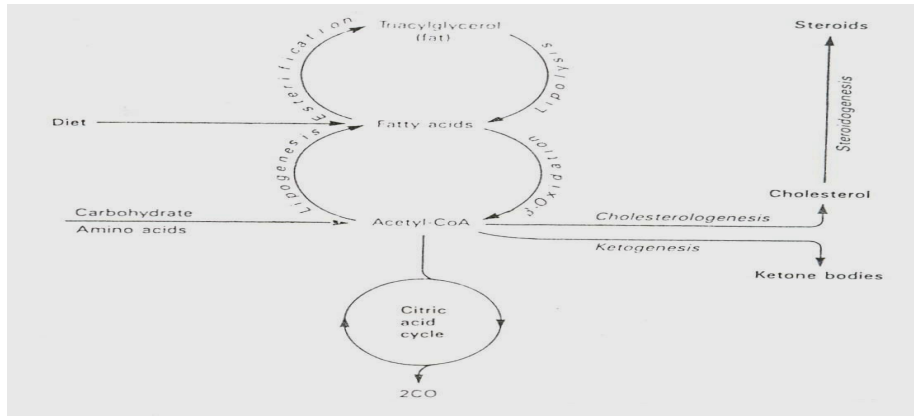 Triacylglycerol
(fat)
Steroids
Esterification
Lipolysis
Steroidogenesis
Diet
Fatty acids
Lipogenesis
β-Oxidation
Cholesterol
Carbohydrate
Amino acids
Acetyl-CoA
Cholesterologenesis
Ketogenesis
Ketone bodies
Citric
acid
cycle
2CO